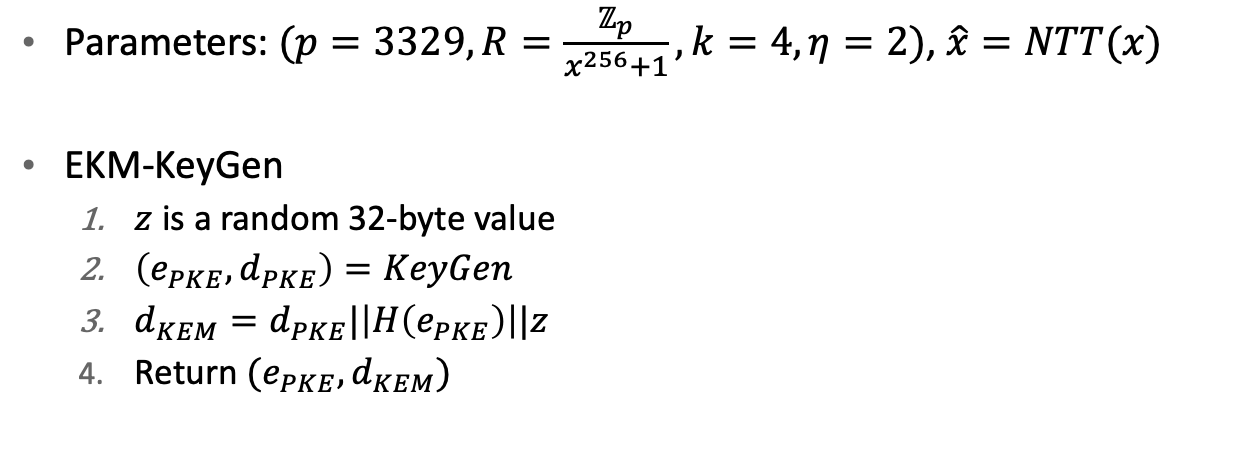 • Parameters: (p = 3329, R = ℤₚ/x²⁵⁶+1, k = 4, η = 2), x̂ = NTT(x)
• EKM-KeyGen
1. z is a random 32-byte value
2. (e_PKE, d_PKE) = KeyGen
3. d_KEM = d_PKE||H(e_PKE)||z
4. Return (e_PKE, d_KEM)